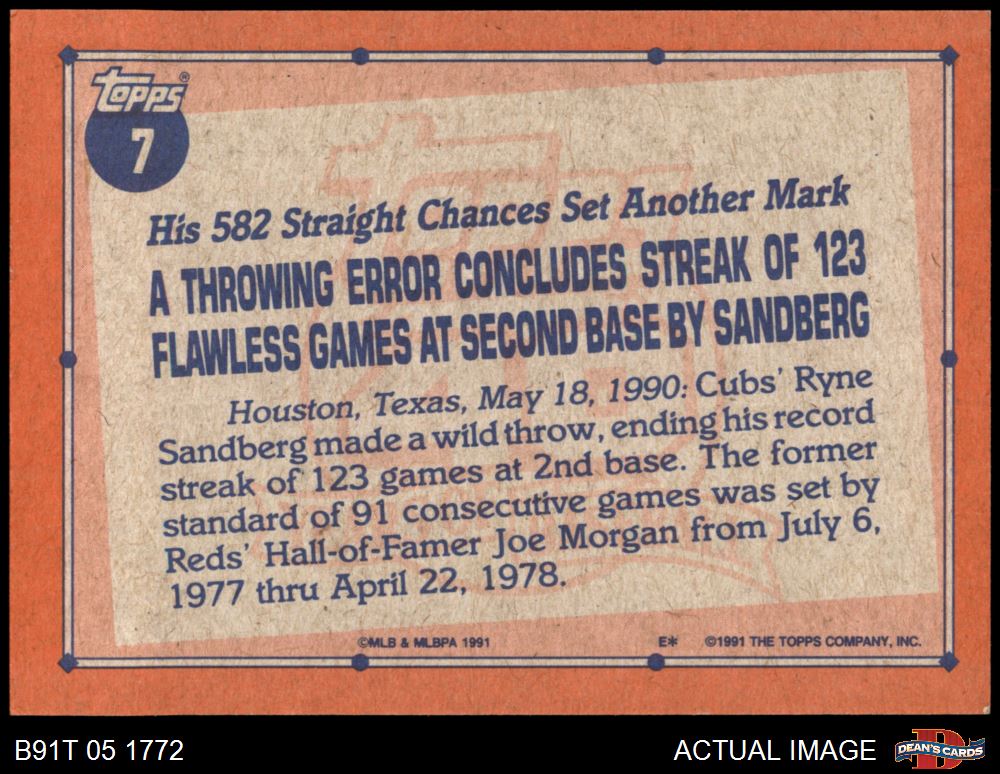 Topps®
7
His 582 Straight Chances Set Another Mark
A THROWING ERROR CONCLUDES STREAK OF 123
FLAWLESS GAMES AT SECOND BASE BY SANDBERG
Houston, Texas, May 18, 1990: Cubs' Ryne
Sandberg made a wild throw, ending his record
streak of 123 games at 2nd base. The former
standard of 91 consecutive games was set by
Reds' Hall-of-Famer Joe Morgan from July 6,
1977 thru April 22, 1978.
©MLB & MLBPA 1991 E* ©1991 THE TOPPS COMPANY, INC.
B91T 05 1772 ACTUAL IMAGE DEAN'S CARDS